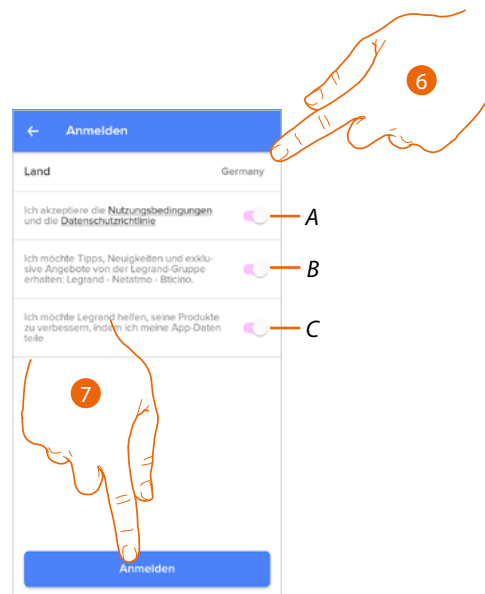 6
← Anmelden
Land Germany
Ich akzeptiere die Nutzungsbedingungen
und die Datenschutzrichtlinie
A
Ich möchte Tipps, Neuigkeiten und exklu-
sive Angebote von der Legrand-Gruppe
erhalten: Legrand - Netatmo - Bticino.
B
Ich möchte Legrand helfen, seine Produkte
zu verbessern, indem ich meine App-Daten
teile
C
7
Anmelden